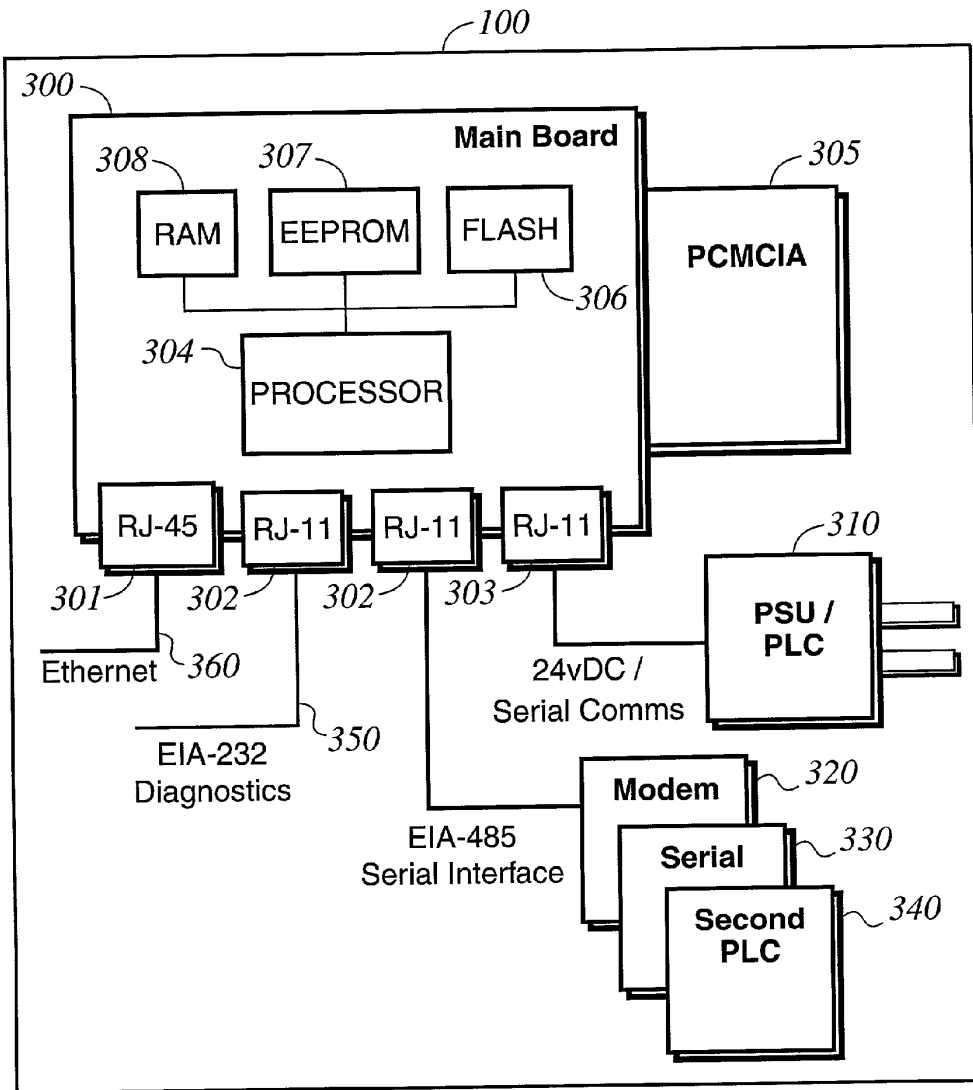 100
300
Main Board
308
307
305
RAM
EEPROM
FLASH
PCMCIA
306
304
PROCESSOR
RJ-45
RJ-11
RJ-11
RJ-11
310
301
302
302
303
PSU /
PLC
Ethernet
360
24vDC /
Serial Comms
350
EIA-232
Diagnostics
320
Modem
EIA-485
Serial Interface
330
Serial
340
Second
PLC